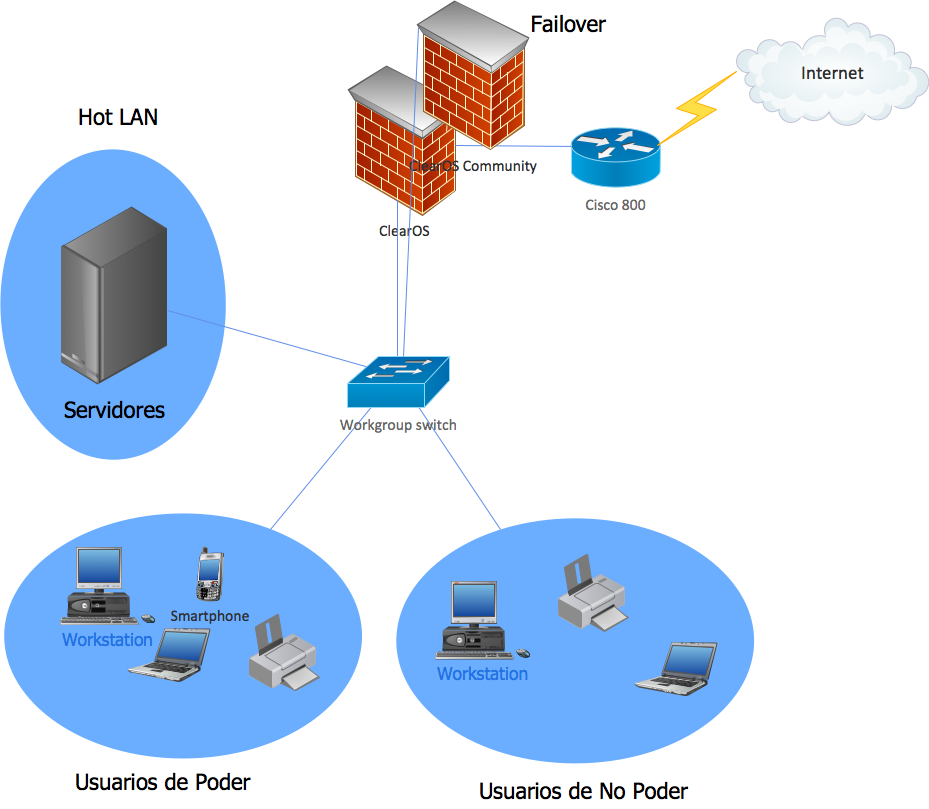 Failover
Internet
Hot LAN
ClearOS Community
Cisco 800
ClearOS
Servidores
Workgroup switch
Smartphone
Workstation
Workstation
Usuarios de Poder
Usuarios de No Poder